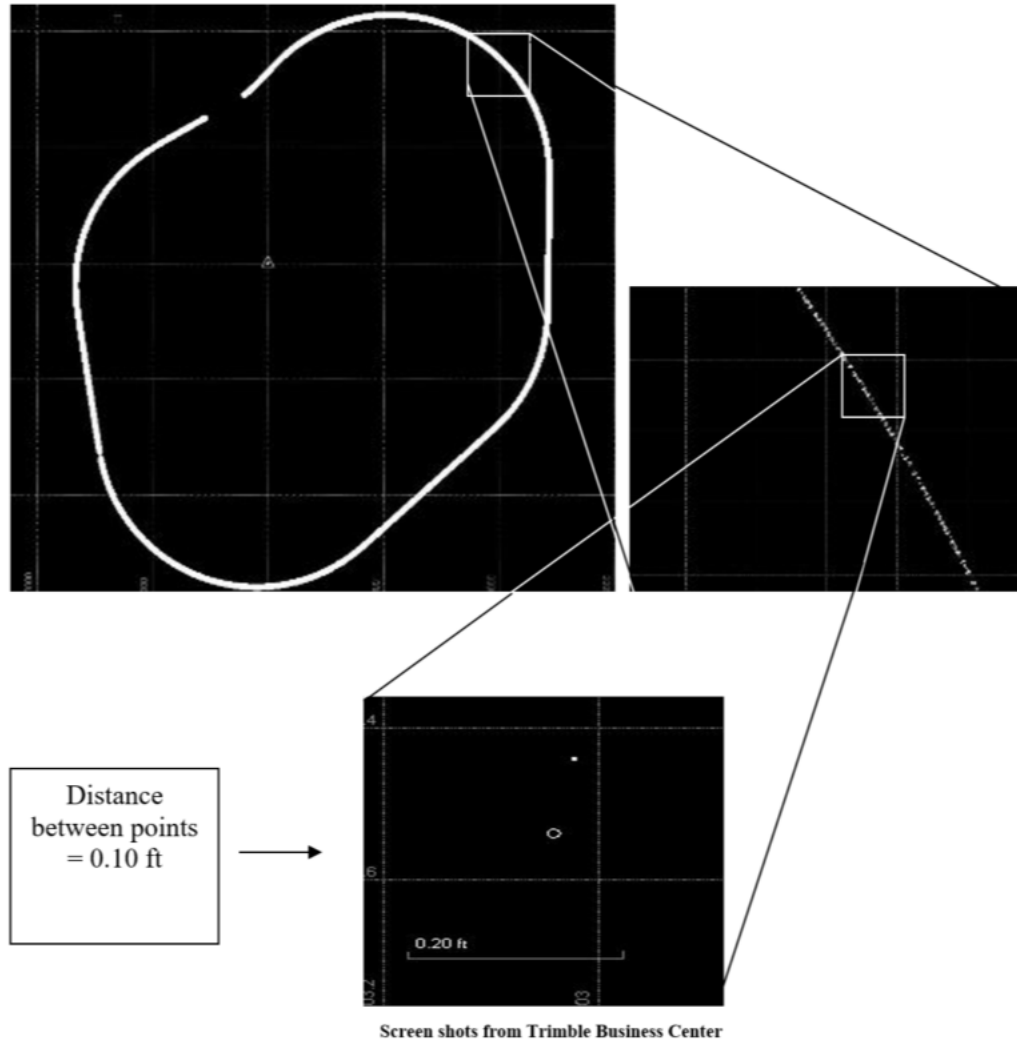 Distance
between points
= 0.10 ft
.4
.6
0.20 ft
03.2
03
Screen shots from Trimble Business Center